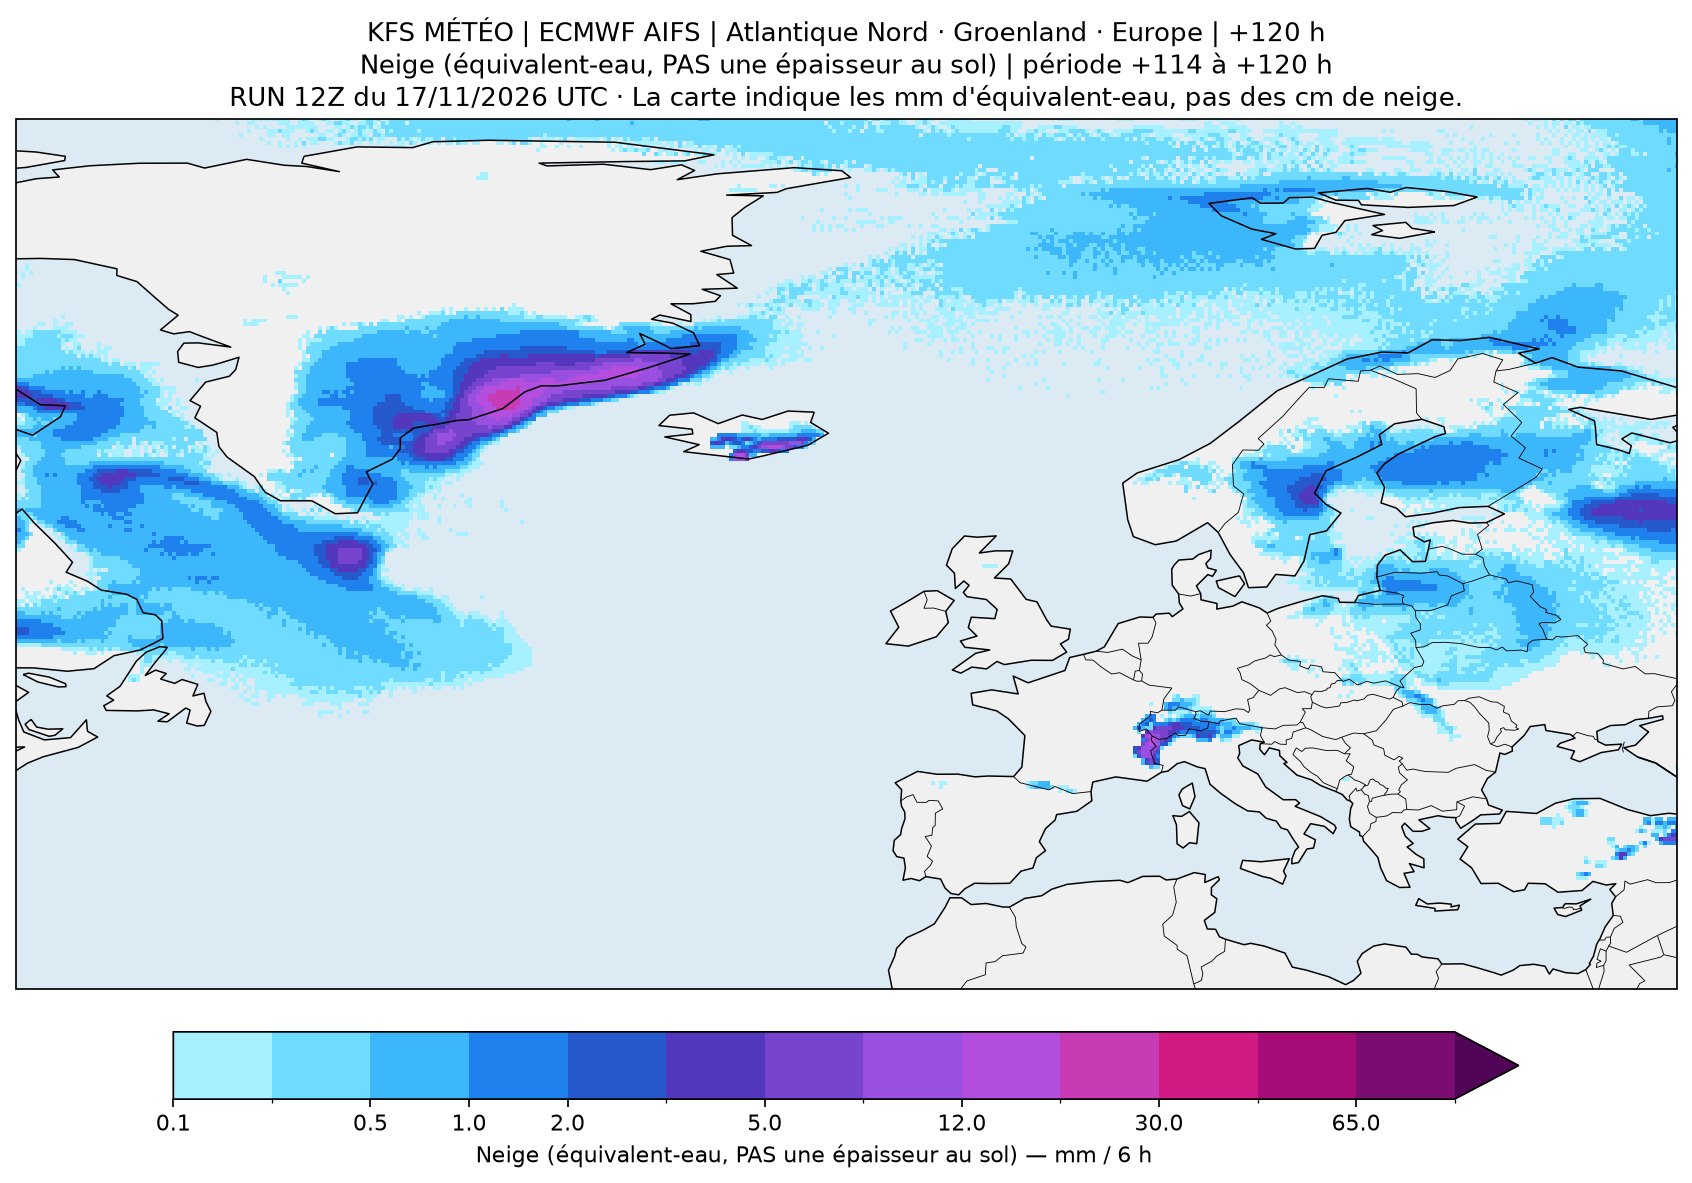 KFS MÉTÉO | ECMWF AIFS | Atlantique Nord · Groenland · Europe | +120 h
Neige (équivalent-eau, PAS une épaisseur au sol) | période +114 à +120 h
RUN 12Z du 17/11/2026 UTC · La carte indique les mm d'équivalent-eau, pas des cm de neige.
0.1 0.5 1.0 2.0 5.0 12.0 30.0 65.0
Neige (équivalent-eau, PAS une épaisseur au sol) — mm / 6 h